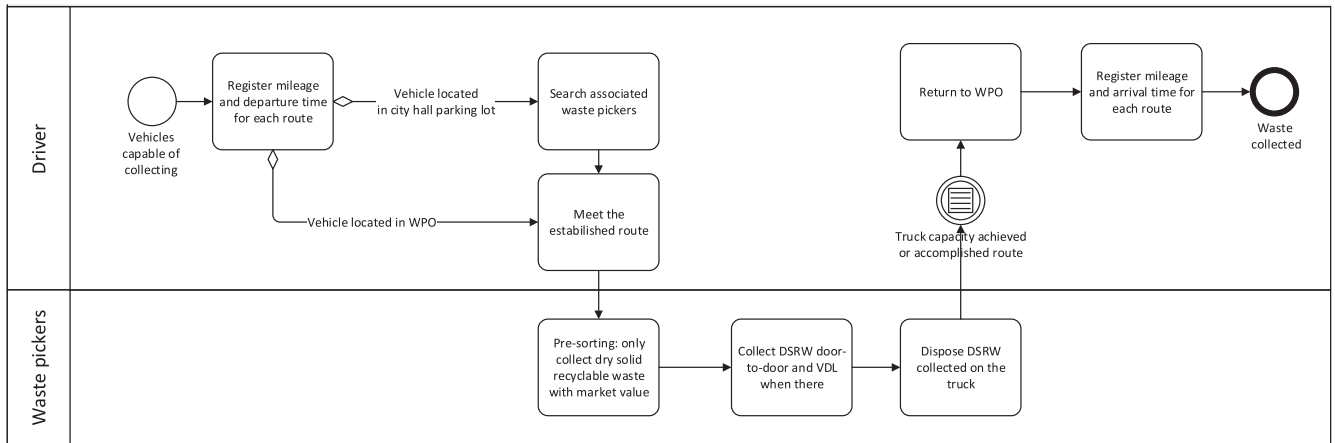 Driver
Vehicles
capable of
collecting
Register mileage
and departure time
for each route
Vehicle located
in city hall parking lot
Search associated
waste pickers
Vehicle located in WPO
Meet the
estabilished route
Return to WPO
Register mileage
and arrival time for
each route
Waste
collected
Truck capacity achieved
or accomplished route
Waste pickers
Pre-sorting: only
collect dry solid
recyclable waste
with market value
Collect DSRW door-
to-door and VDL
when there
Dispose DSRW
collected on the
truck